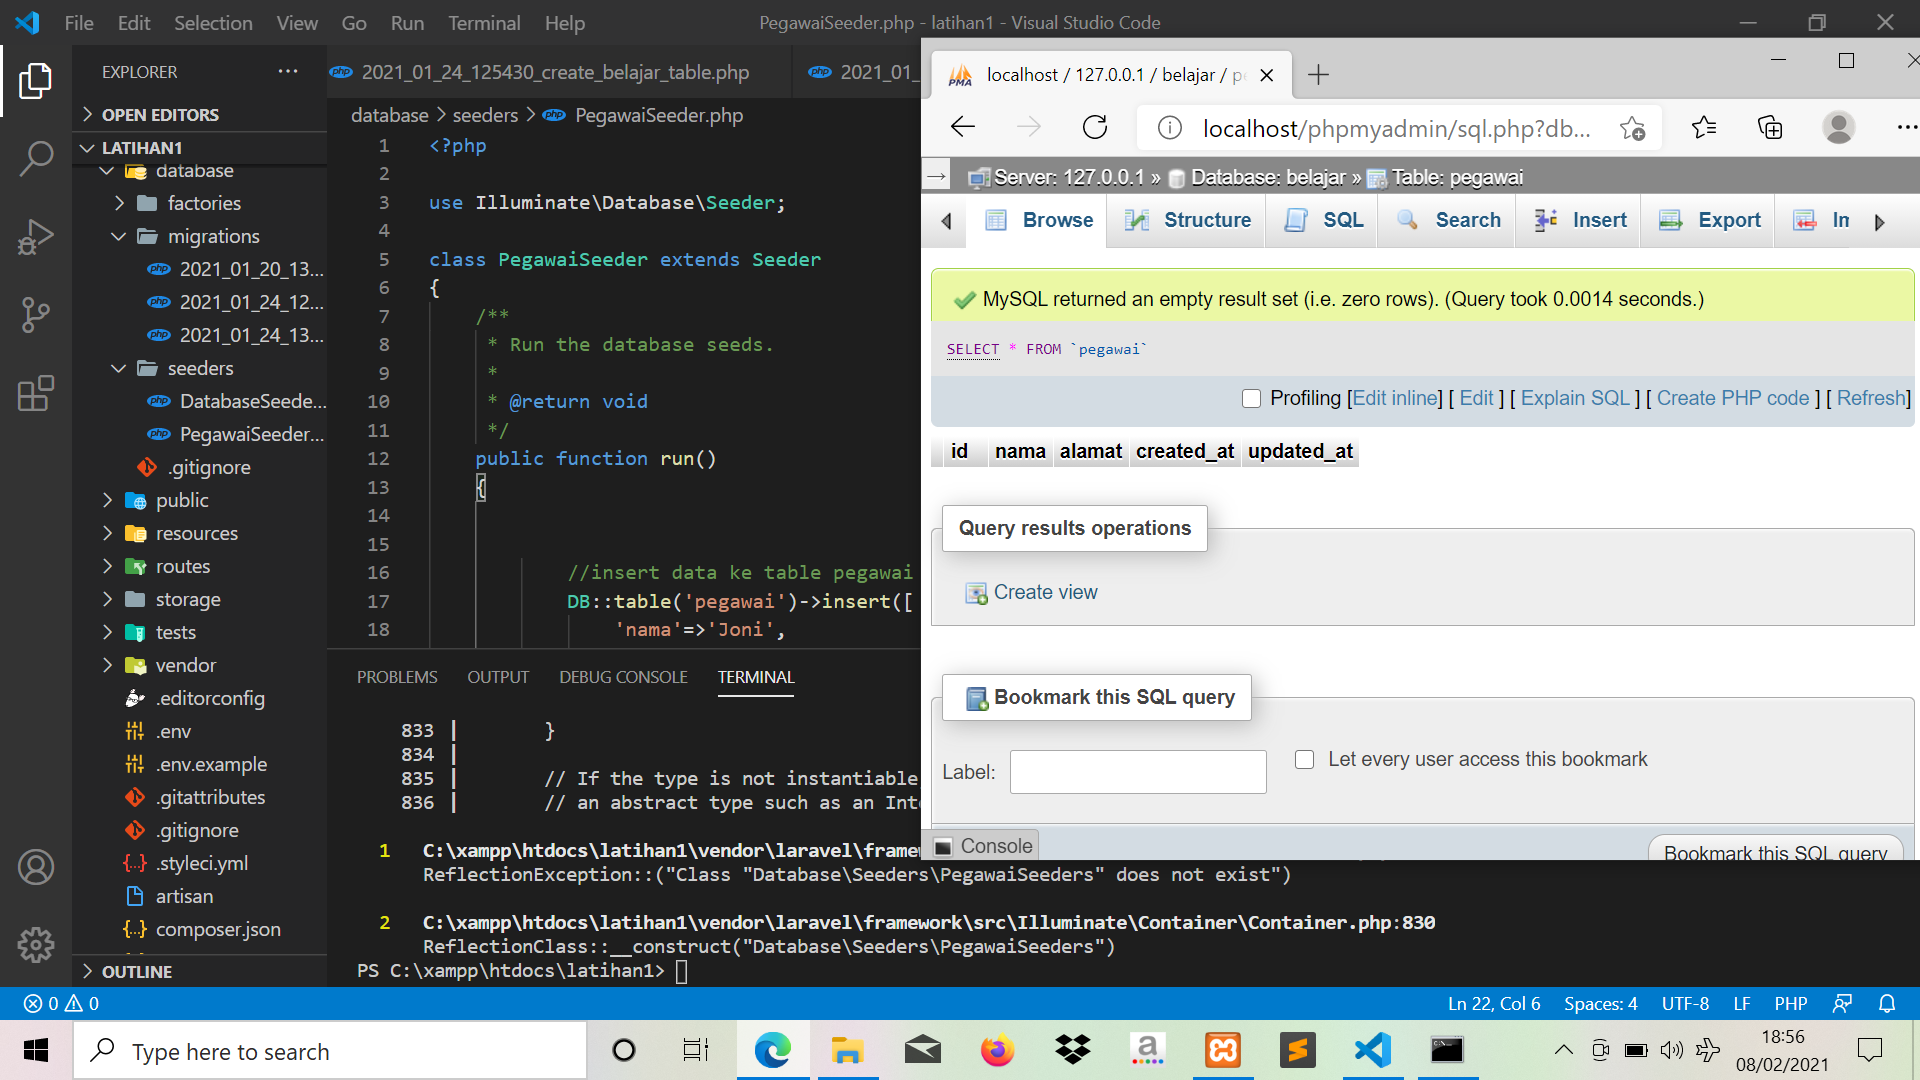 File Edit Selection View Go Run Terminal Help
PegawaiSeeder.php - latihan1 - Visual Studio Code
EXPLORER
OPEN EDITORS
LATIHAN1
database
factories
migrations
2021_01_20_13...
2021_01_24_12...
2021_01_24_13...
seeders
DatabaseSeede...
PegawaiSeeder...
.gitignore
public
resources
routes
storage
tests
vendor
.editorconfig
.env
.env.example
.gitattributes
.gitignore
.styleci.yml
artisan
composer.json
OUTLINE
2021_01_24_125430_create_belajar_table.php
2021_01_
database > seeders > PegawaiSeeder.php
1 <?php
2
3 use Illuminate\Database\Seeder;
4
5 class PegawaiSeeder extends Seeder
6 {
7 /**
8 * Run the database seeds.
9 *
10 * @return void
11 */
12 public function run()
13 {
14
15
16 //insert data ke table pegawai
17 DB::table('pegawai')->insert([
18 'nama'=>'Joni',
PROBLEMS OUTPUT DEBUG CONSOLE TERMINAL
833 | }
834 |
835 | // If the type is not instantiable
836 | // an abstract type such as an Int
1 C:\xampp\htdocs\latihan1\vendor\laravel\frame
ReflectionException::("Class "Database\Seeders\PegawaiSeeders" does not exist")
2 C:\xampp\htdocs\latihan1\vendor\laravel\framework\src\Illuminate\Container\Container.php:830
ReflectionClass::__construct("Database\Seeders\PegawaiSeeders")
PS C:\xampp\htdocs\latihan1>
PMA
localhost / 127.0.0.1 / belajar / p
localhost/phpmyadmin/sql.php?db...
Server: 127.0.0.1 » Database: belajar » Table: pegawai
Browse Structure SQL Search Insert Export
MySQL returned an empty result set (i.e. zero rows). (Query took 0.0014 seconds.)
SELECT * FROM `pegawai`
Profiling [Edit inline] [ Edit ] [ Explain SQL ] [ Create PHP code ] [ Refresh]
id nama alamat created_at updated_at
Query results operations
Create view
Bookmark this SQL query
Label:
Let every user access this bookmark
Console
Bookmark this SQL query
0 0
Ln 22, Col 6 Spaces: 4 UTF-8 LF PHP
Type here to search
18:56
08/02/2021